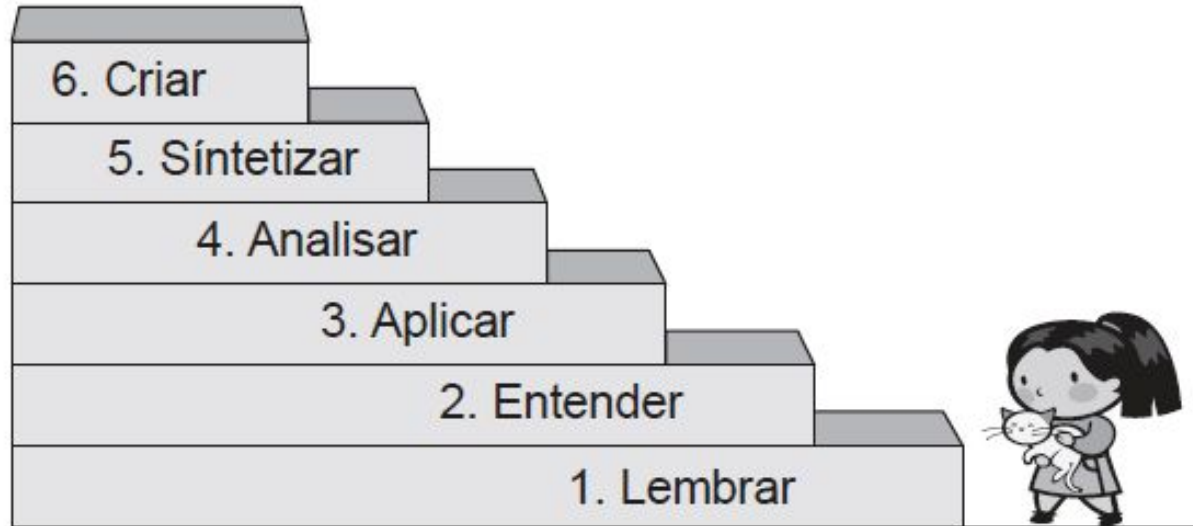 6. Criar
5. Síntetizar
4. Analisar
3. Aplicar
2. Entender
1. Lembrar